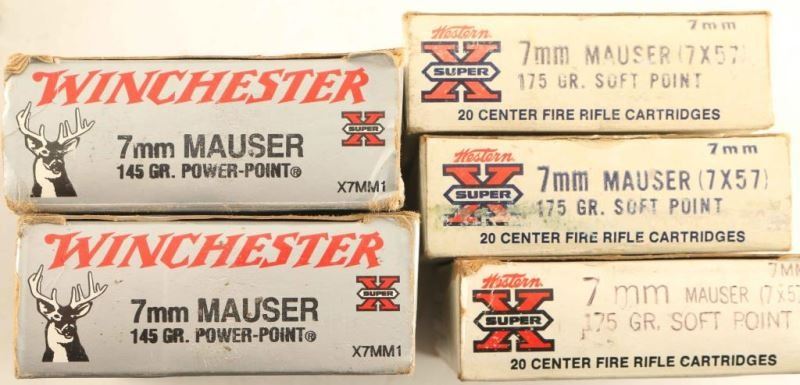 WINCHESTER
X
SUPER
7mm MAUSER
145 GR. POWER-POINT®
X7MM1
WINCHESTER
X
SUPER
7mm MAUSER
145 GR. POWER-POINT®
X7MM1
7mm
Western
X
SUPER
7mm MAUSER (7X57)
175 GR. SOFT POINT
20 CENTER FIRE RIFLE CARTRIDGES
7mm
Western
X
SUPER
7mm MAUSER (7X57)
175 GR. SOFT POINT
20 CENTER FIRE RIFLE CARTRIDGES
7MM
Western
X
SUPER
7mm MAUSER (7X57
175 GR. SOFT POINT
20 CENTER FIRE RIFLE CARTRIDGES